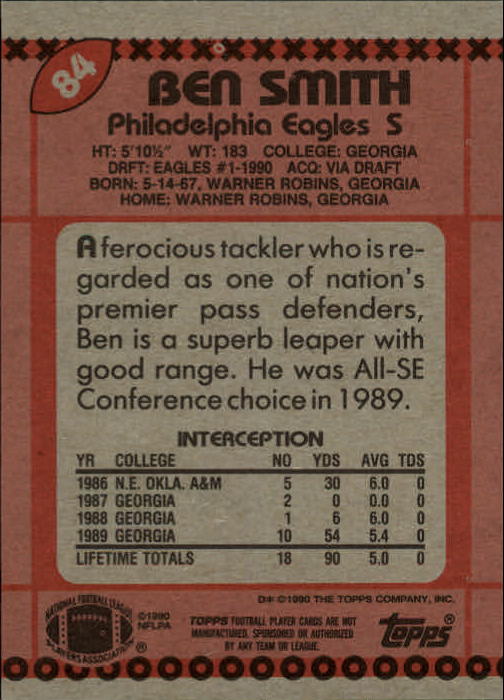 84
BEN SMITH
Philadelphia Eagles S
HT: 5'10½" WT: 183 COLLEGE: GEORGIA
DRFT: EAGLES #1-1990 ACQ: VIA DRAFT
BORN: 5-14-67, WARNER ROBINS, GEORGIA
HOME: WARNER ROBINS, GEORGIA
A ferocious tackler who is re-
garded as one of nation's
premier pass defenders,
Ben is a superb leaper with
good range. He was All-SE
Conference choice in 1989.
INTERCEPTION
YR COLLEGE NO YDS AVG TDS
1986 N.E. OKLA. A&M 5 30 6.0 0
1987 GEORGIA 2 0 0.0 0
1988 GEORGIA 1 6 6.0 0
1989 GEORGIA 10 54 5.4 0
LIFETIME TOTALS 18 90 5.0 0
D* ©1990 THE TOPPS COMPANY, INC.
NATIONAL FOOTBALL LEAGUE
PLAYERS ASSOCIATION
®
©1990
NFLPA
TOPPS FOOTBALL PLAYER CARDS ARE NOT
MANUFACTURED, SPONSORED OR AUTHORIZED
BY ANY TEAM OR LEAGUE.
topps®